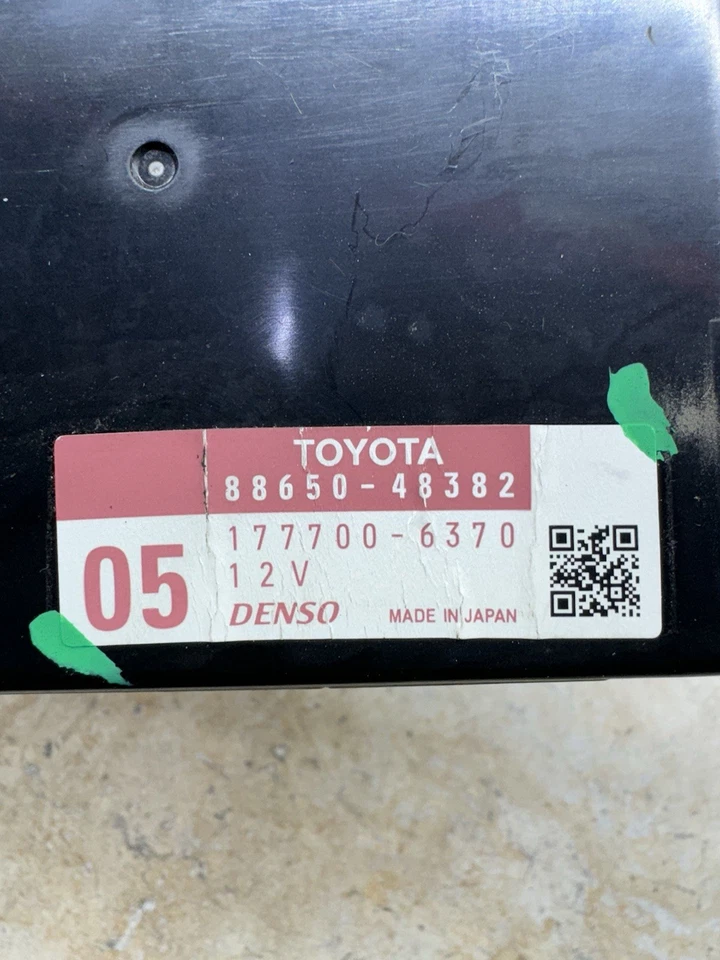 TOYOTA
88650-48382
05
177700-6370
12V
DENSO MADE IN JAPAN